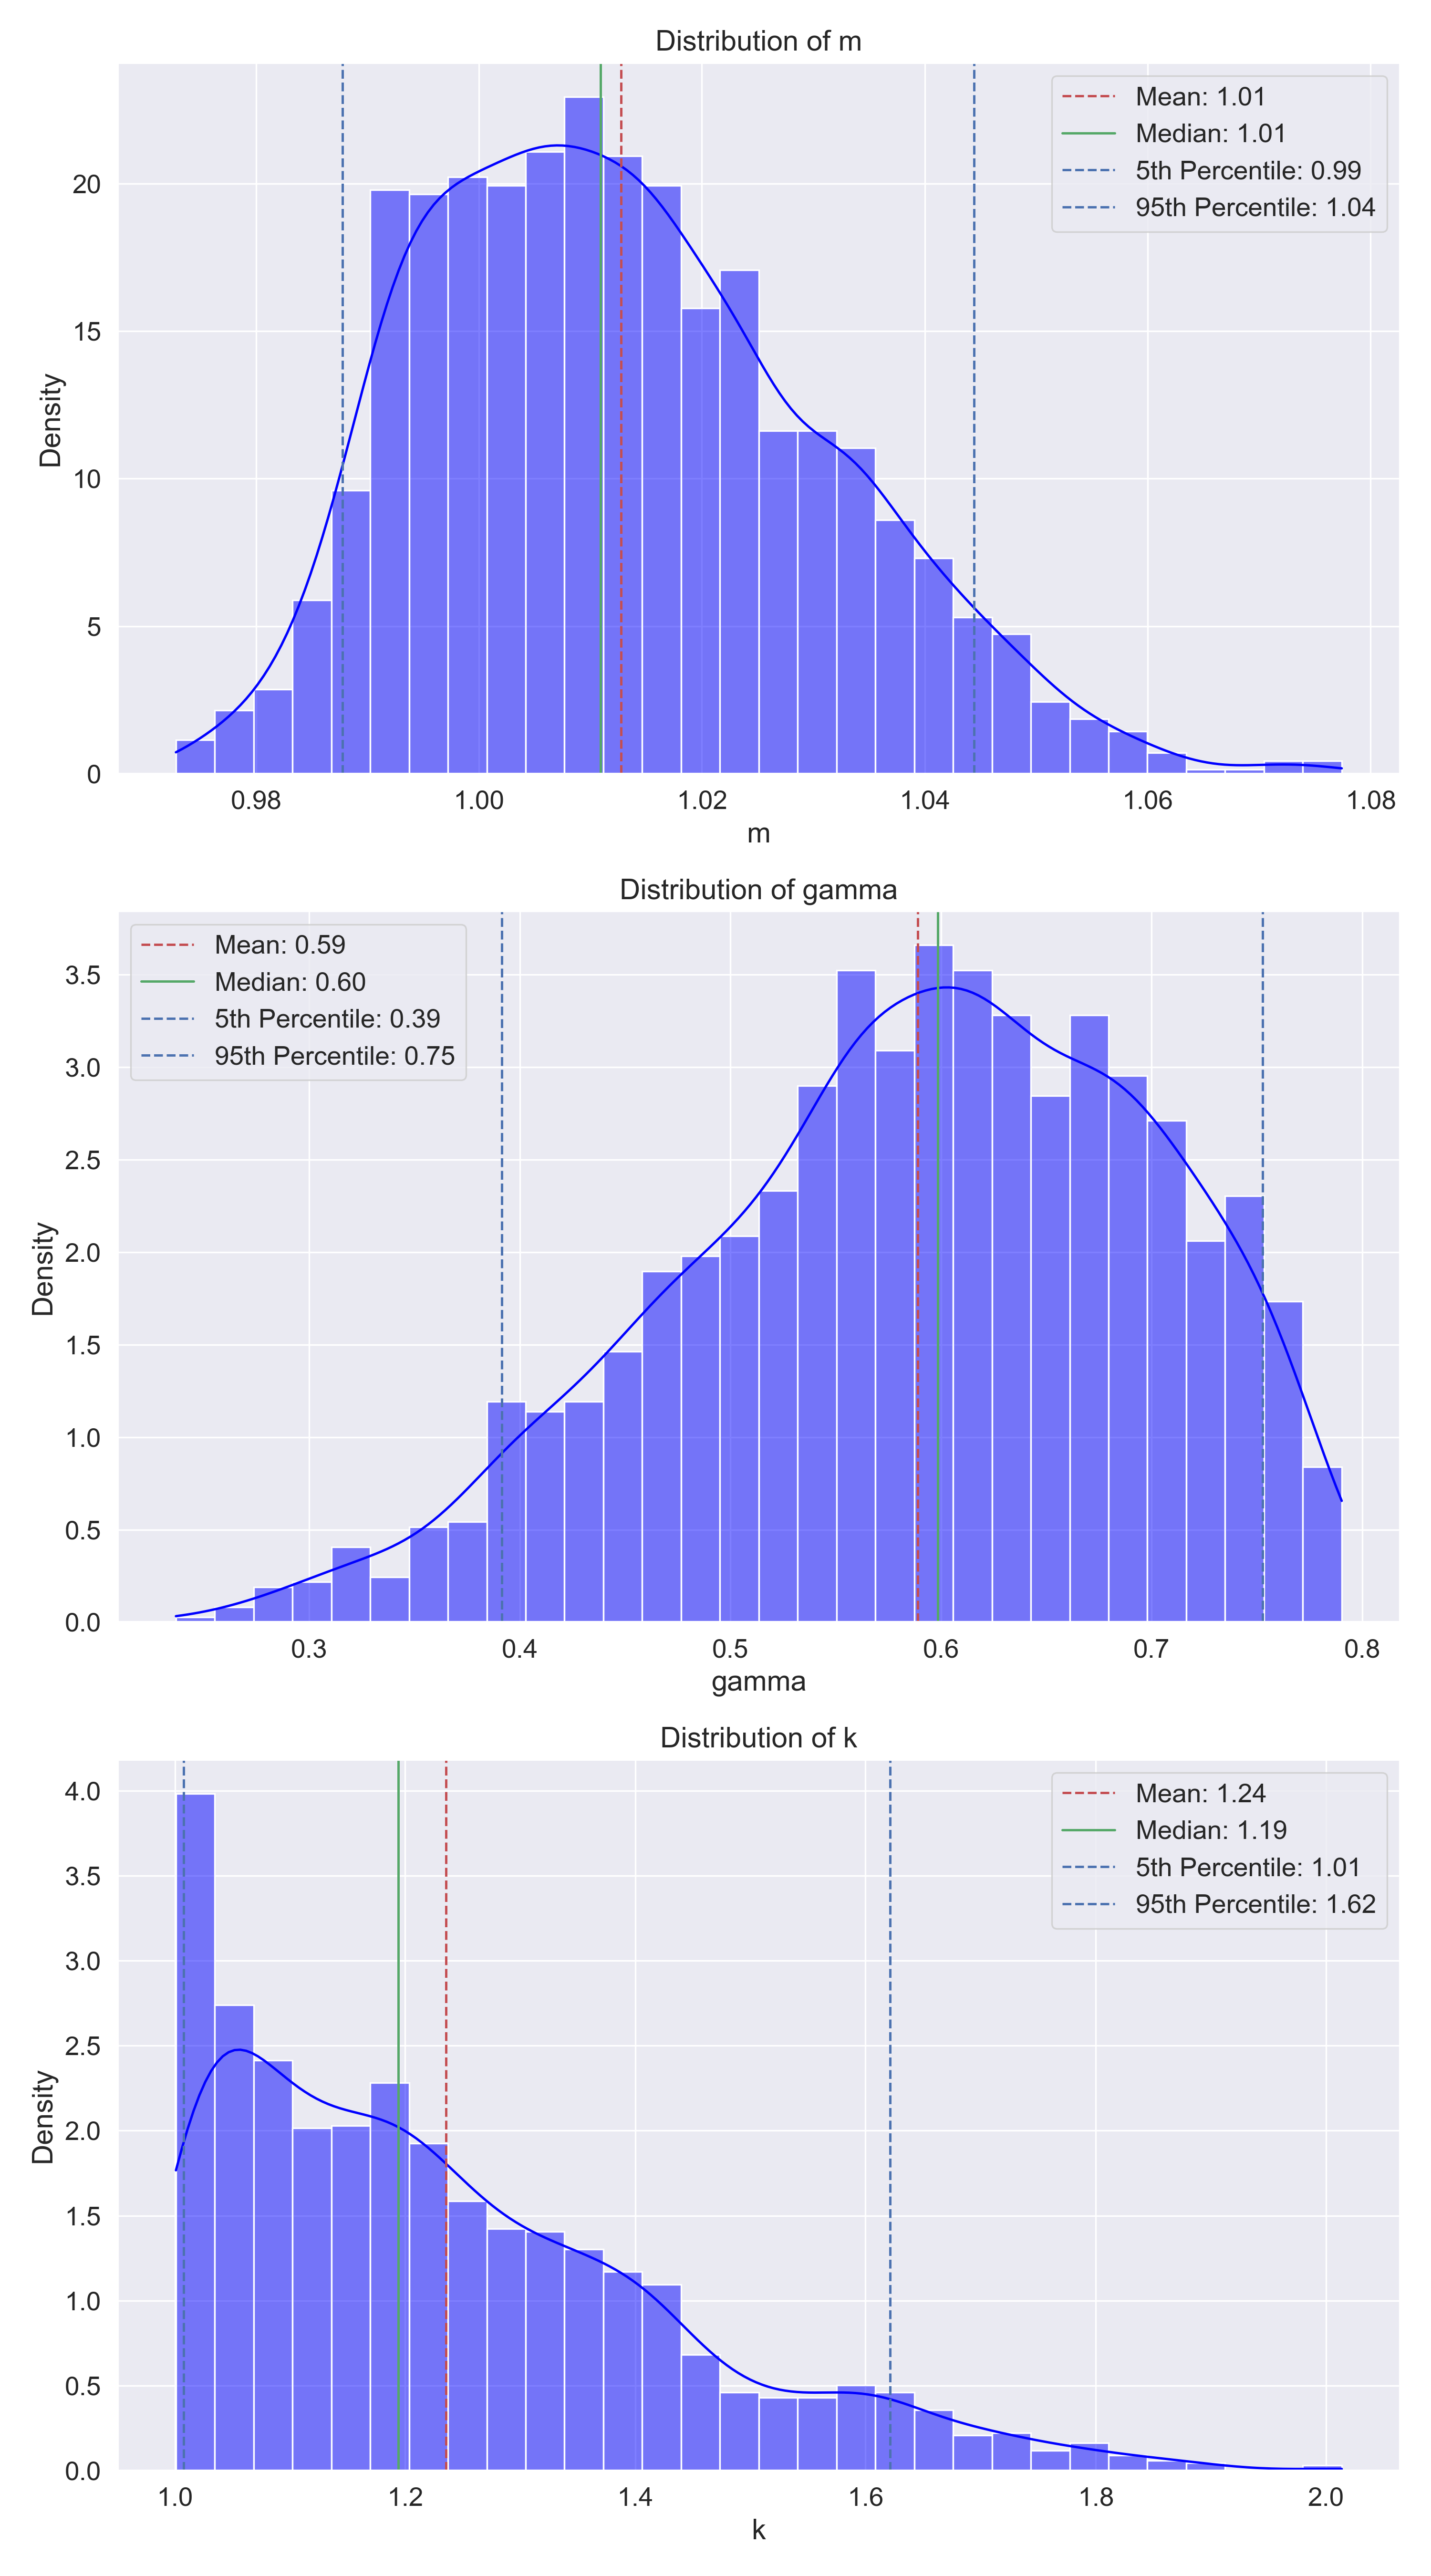 Distribution of m
Mean: 1.01
Median: 1.01
5th Percentile: 0.99
95th Percentile: 1.04
20
15
10
5
0
Density
0.98 1.00 1.02 1.04 1.06 1.08
m
Distribution of gamma
Mean: 0.59
Median: 0.60
5th Percentile: 0.39
95th Percentile: 0.75
3.5
3.0
2.5
2.0
1.5
1.0
0.5
0.0
Density
0.3 0.4 0.5 0.6 0.7 0.8
gamma
Distribution of k
Mean: 1.24
Median: 1.19
5th Percentile: 1.01
95th Percentile: 1.62
4.0
3.5
3.0
2.5
2.0
1.5
1.0
0.5
0.0
Density
1.0 1.2 1.4 1.6 1.8 2.0
k